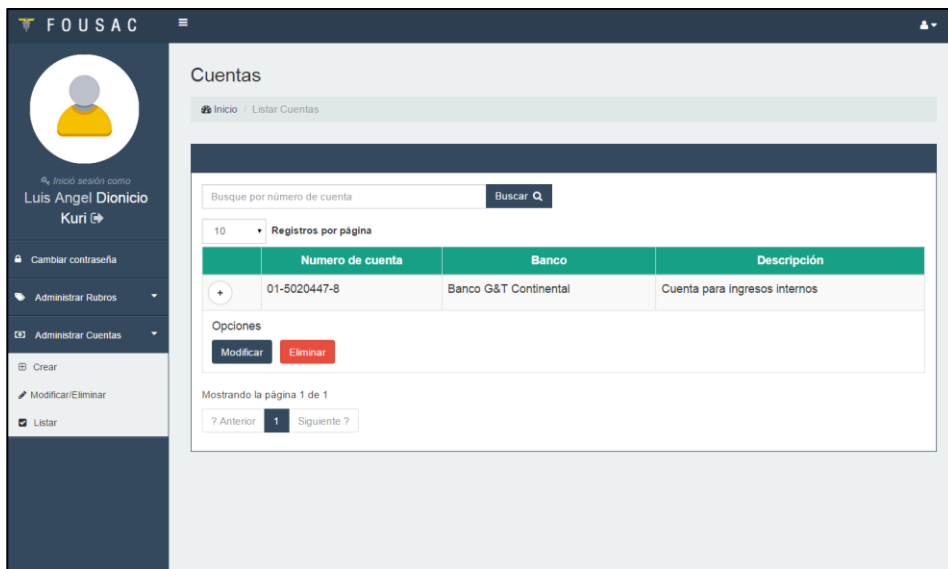 FOUSAC
Cuentas
Inicio / Listar Cuentas
Inició sesión como
Luis Angel Dionicio
Kuri
Cambiar contraseña
Administrar Rubros
Administrar Cuentas
Crear
Modificar/Eliminar
Listar
Busque por número de cuenta
Buscar
10 Registros por página
Numero de cuenta Banco Descripción
+ 01-5020447-8 Banco G&T Continental Cuenta para ingresos internos
Opciones
Modificar Eliminar
Mostrando la página 1 de 1
? Anterior 1 Siguiente ?